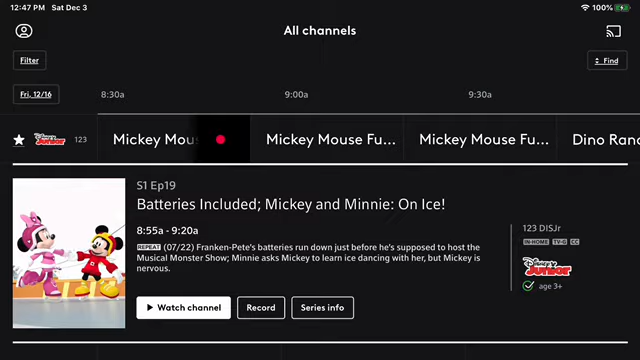 12:47 PM Sat Dec 3
100%
All channels
Filter
Find
Fri, 12/16
8:30a
9:00a
9:30a
Disney Junior
123
Mickey Mous
Mickey Mouse Fu...
Mickey Mouse Fu...
Dino Ranc
S1 Ep19
Batteries Included; Mickey and Minnie: On Ice!
8:55a - 9:20a
REPEAT (07/22) Franken-Pete's batteries run down just before he's supposed to host the
Musical Monster Show; Minnie asks Mickey to learn ice dancing with her, but Mickey is
nervous.
123 DISJr
IN-HOME TV-G CC
Disney Junior
age 3+
Watch channel
Record
Series info